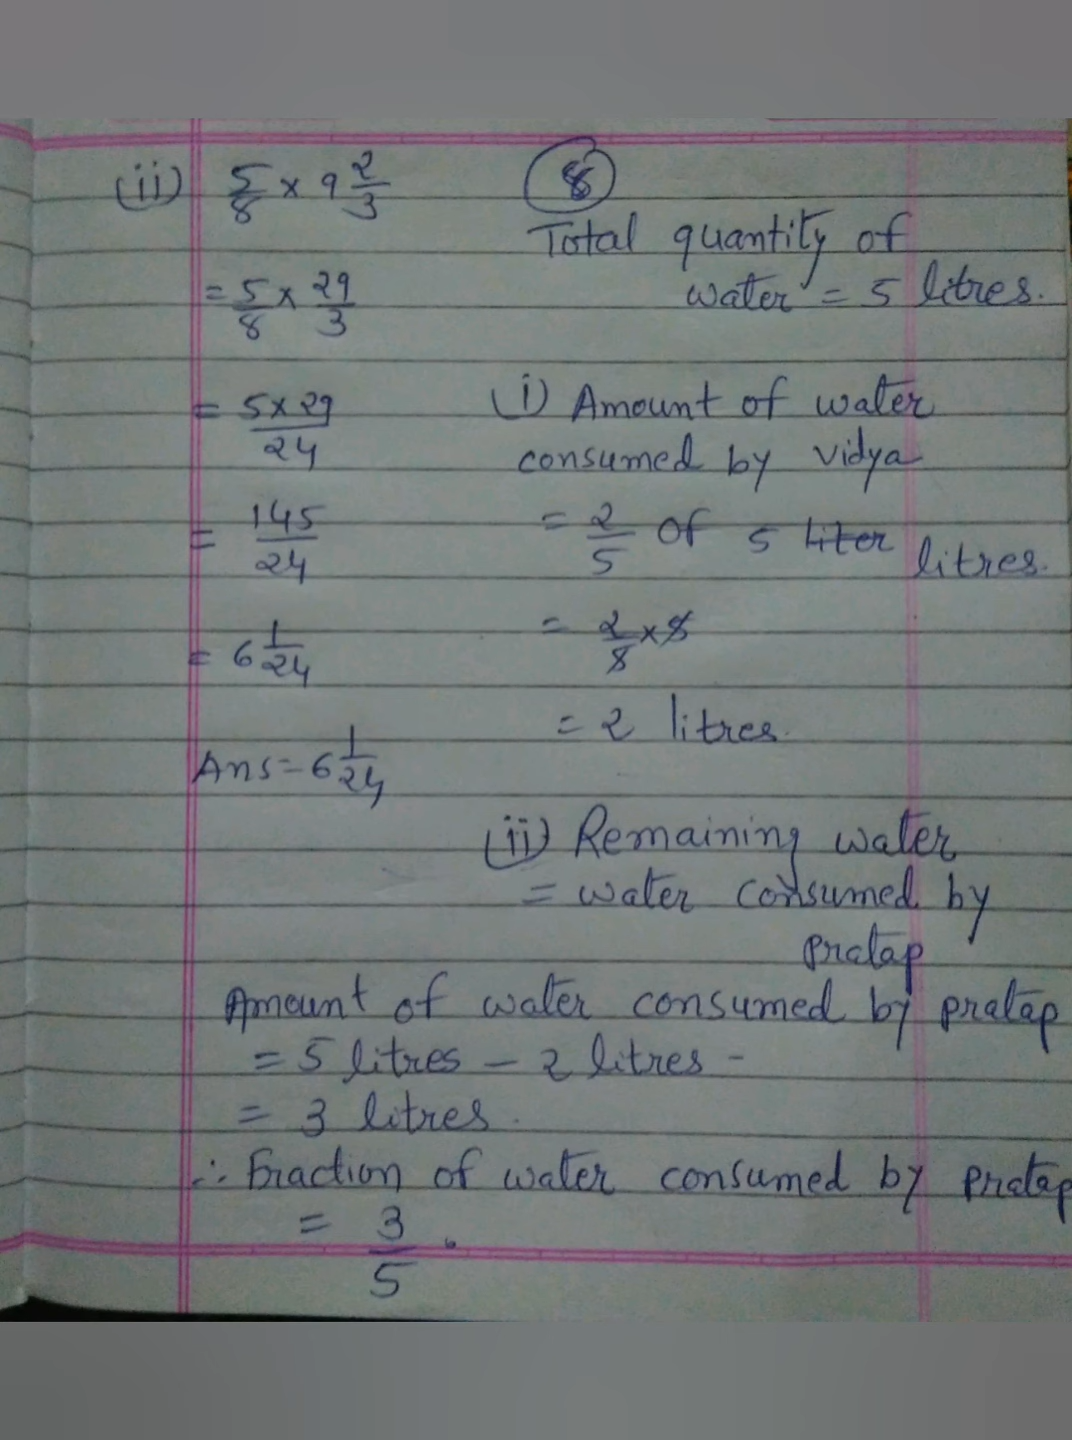 (ii) 5/8 × 9 2/3
= 5/8 × 29/3
= 5×29/24
= 145/24
= 6 1/24
Ans = 6 1/24
8
Total quantity of
water = 5 litres.
(i) Amount of water
consumed by vidya
= 2/5 of 5 liter litres.
= 2/5 × 5
= 2 litres.
(ii) Remaining water
= water consumed by
pratap
Amount of water consumed by pratap
= 5 litres - 2 litres -
= 3 litres.
∴ Fraction of water consumed by pratap
= 3/5.